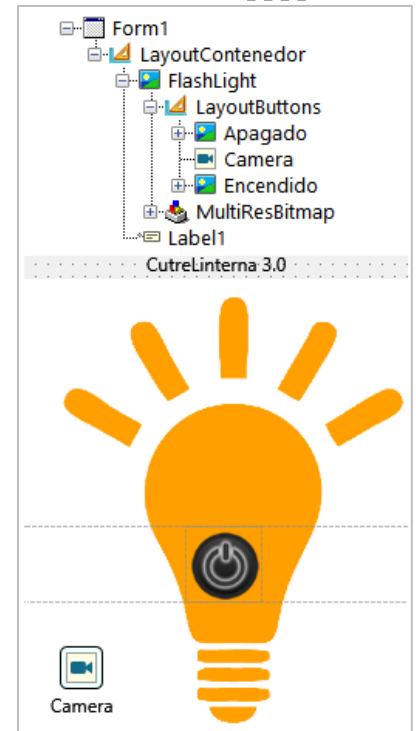 Form1
LayoutContenedor
FlashLight
LayoutButtons
Apagado
Camera
Encendido
MultiResBitmap
Label1
CutreLinterna 3.0
Camera